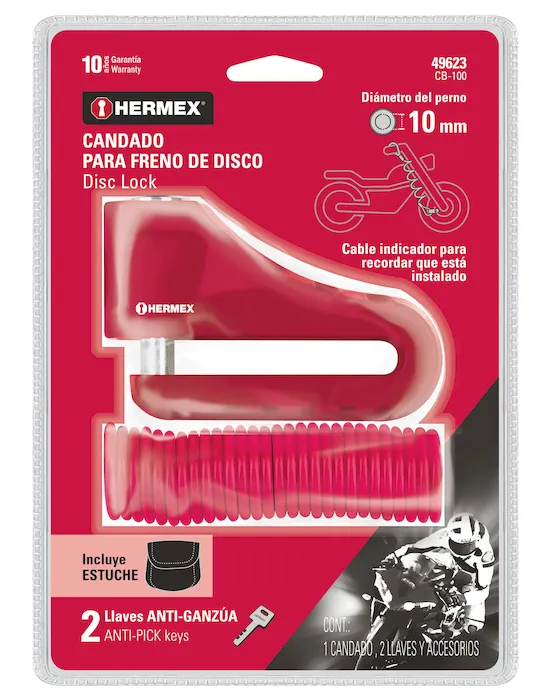 10 años Garantía
Warranty
49623
CB-100
HERMEX®
Diámetro del perno
10 mm
CANDADO
PARA FRENO DE DISCO
Disc Lock
Cable indicador para
recordar que está
instalado
HERMEX
Incluye
ESTUCHE
2 Llaves ANTI-GANZÚA
ANTI-PICK keys
CONT.:
1 CANDADO , 2 LLAVES Y ACCESORIOS